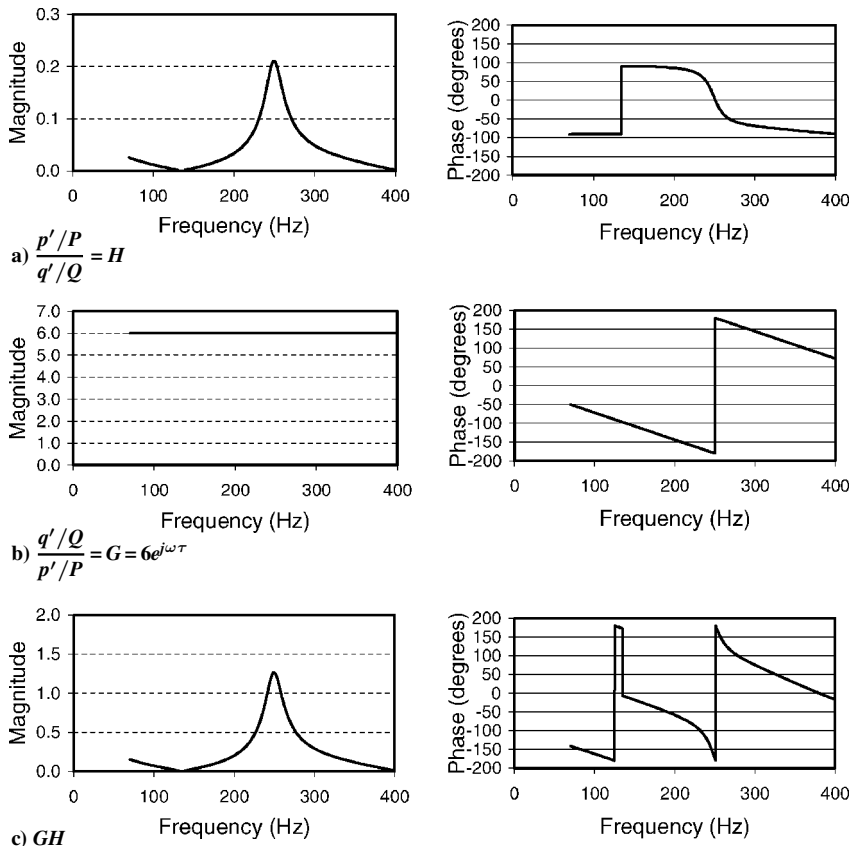 0.3
0.2
0.1
0.0
Magnitude
0 100 200 300 400
Frequency (Hz)
200
150
100
50
0
-50
-100
-150
-200
Phase (degrees)
0 100 200 300 400
Frequency (Hz)
a) p′/P / q′/Q = H
7.0
6.0
5.0
4.0
3.0
2.0
1.0
0.0
Magnitude
0 100 200 300 400
Frequency (Hz)
200
150
100
50
0
-50
-100
-150
-200
Phase (degrees)
0 100 200 300 400
Frequency (Hz)
b) q′/Q / p′/P = G = 6e^{jωτ}
2.0
1.5
1.0
0.5
0.0
Magnitude
0 100 200 300 400
Frequency (Hz)
200
150
100
50
0
-50
-100
-150
-200
Phase (degrees)
0 100 200 300 400
Frequency (Hz)
c) GH